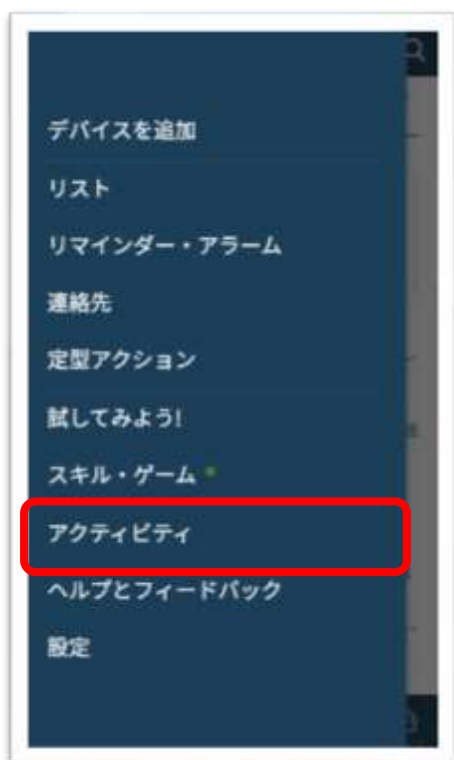 デバイスを追加
リスト
リマインダー・アラーム
連絡先
定型アクション
試してみよう!
スキル・ゲーム
アクティビティ
ヘルプとフィードバック
設定